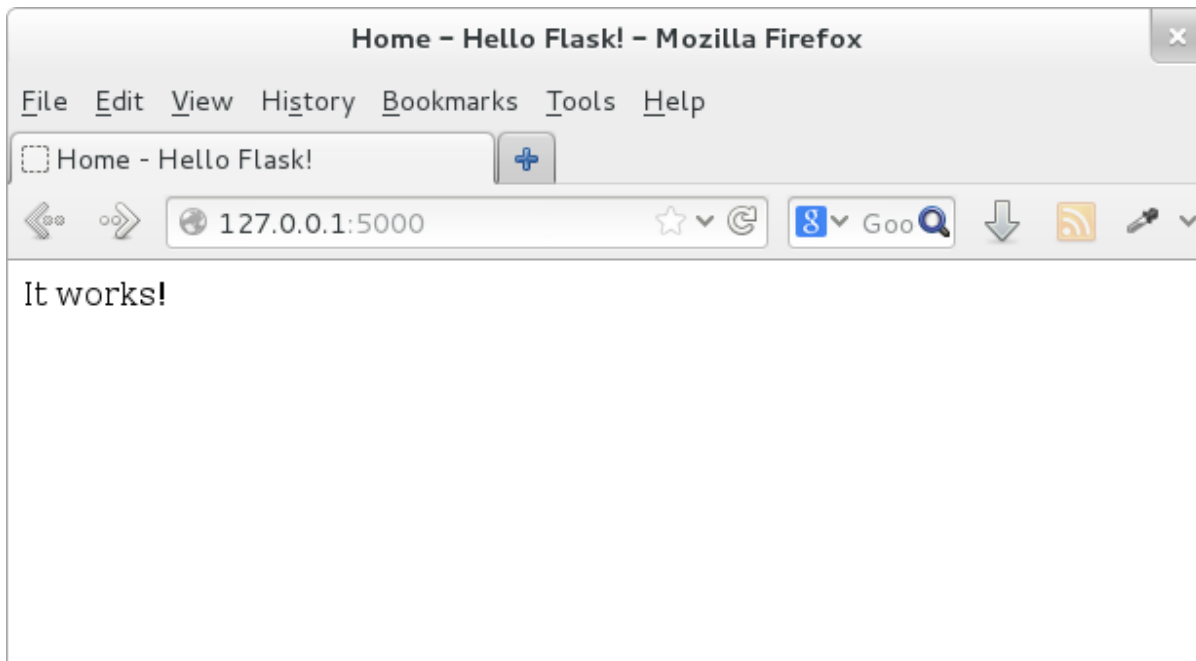 Home – Hello Flask! – Mozilla Firefox
File Edit View History Bookmarks Tools Help
Home - Hello Flask!
127.0.0.1:5000 8 Goo
It works!